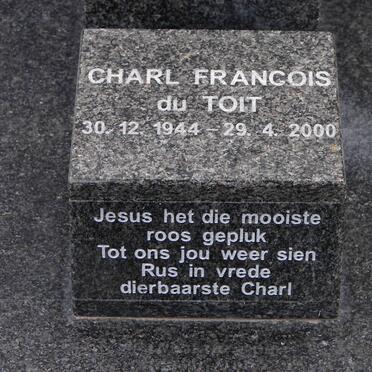 CHARL FRANCOIS
du TOIT
30. 12. 1944 – 29. 4. 2000
Jesus het die mooiste
roos gepluk
Tot ons jou weer sien
Rus in vrede
dierbaarste Charl